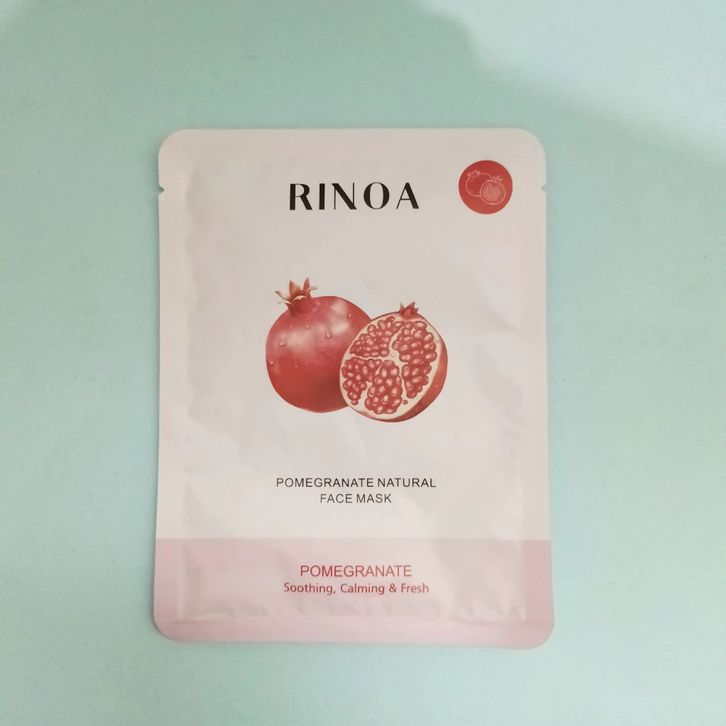 RINOA
POMEGRANATE NATURAL
FACE MASK
POMEGRANATE
Soothing, Calming & Fresh